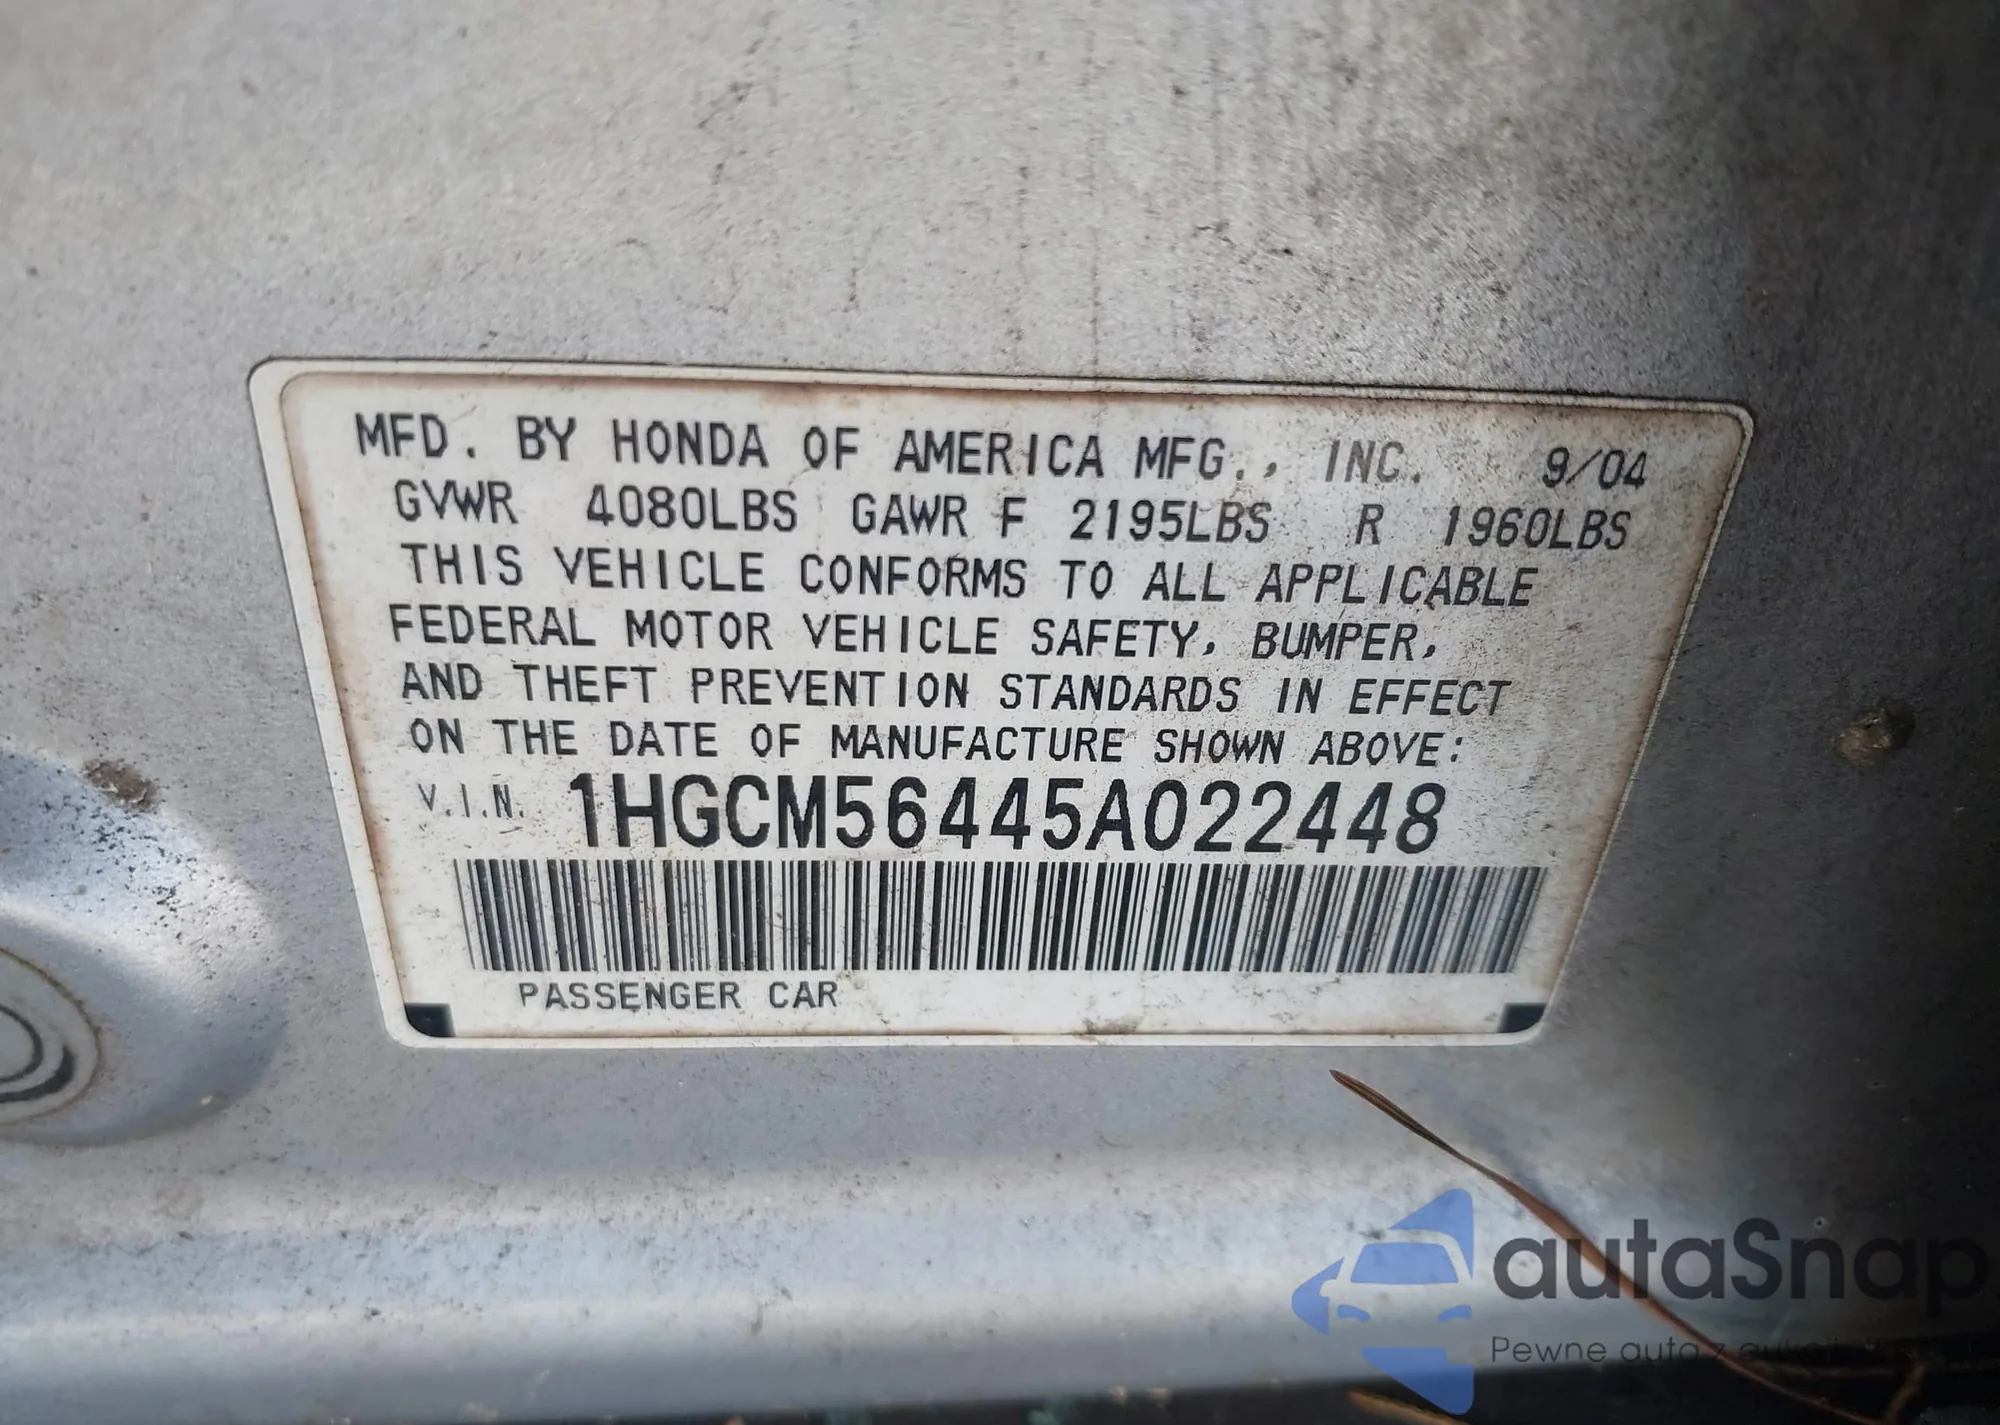 MFD. BY HONDA OF AMERICA MFG., INC. 9/04
GVWR 4080LBS GAWR F 2195LBS R 1960LBS
THIS VEHICLE CONFORMS TO ALL APPLICABLE
FEDERAL MOTOR VEHICLE SAFETY, BUMPER,
AND THEFT PREVENTION STANDARDS IN EFFECT
ON THE DATE OF MANUFACTURE SHOWN ABOVE:
V.I.N. 1HGCM56445A022448
PASSENGER CAR
autaSnap
Pewne auta z